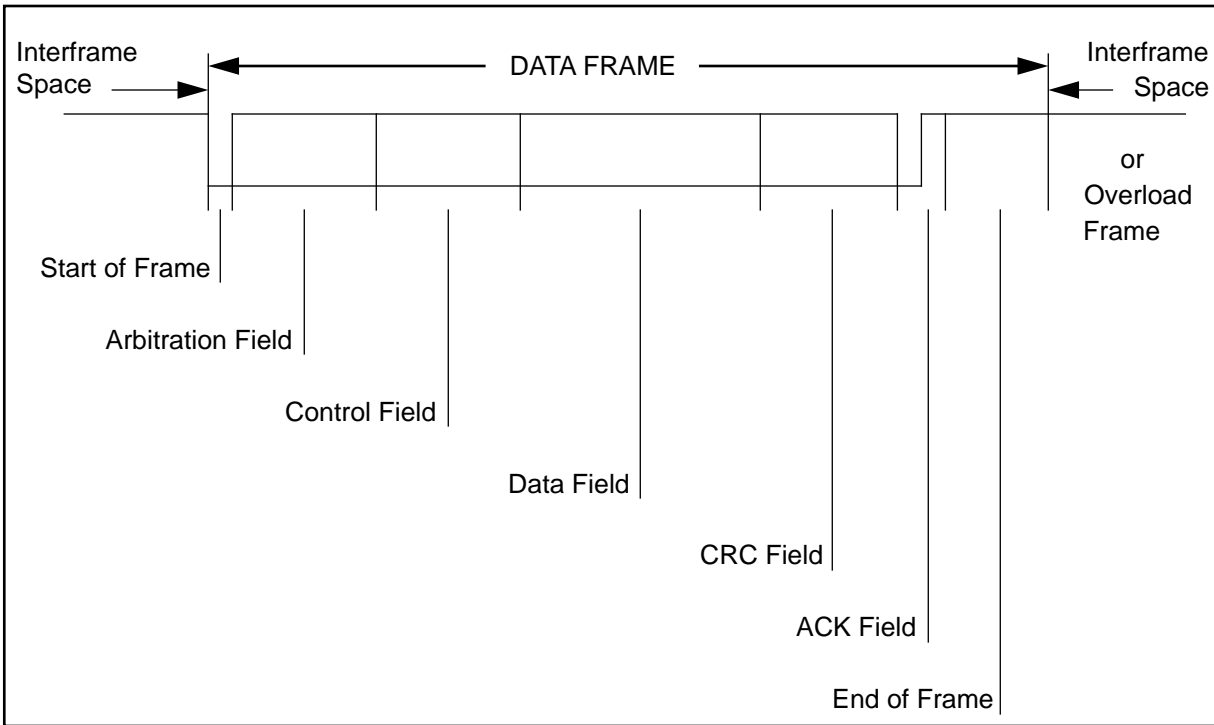 Interframe
Space
DATA FRAME
Interframe
Space
or
Overload
Frame
Start of Frame
Arbitration Field
Control Field
Data Field
CRC Field
ACK Field
End of Frame